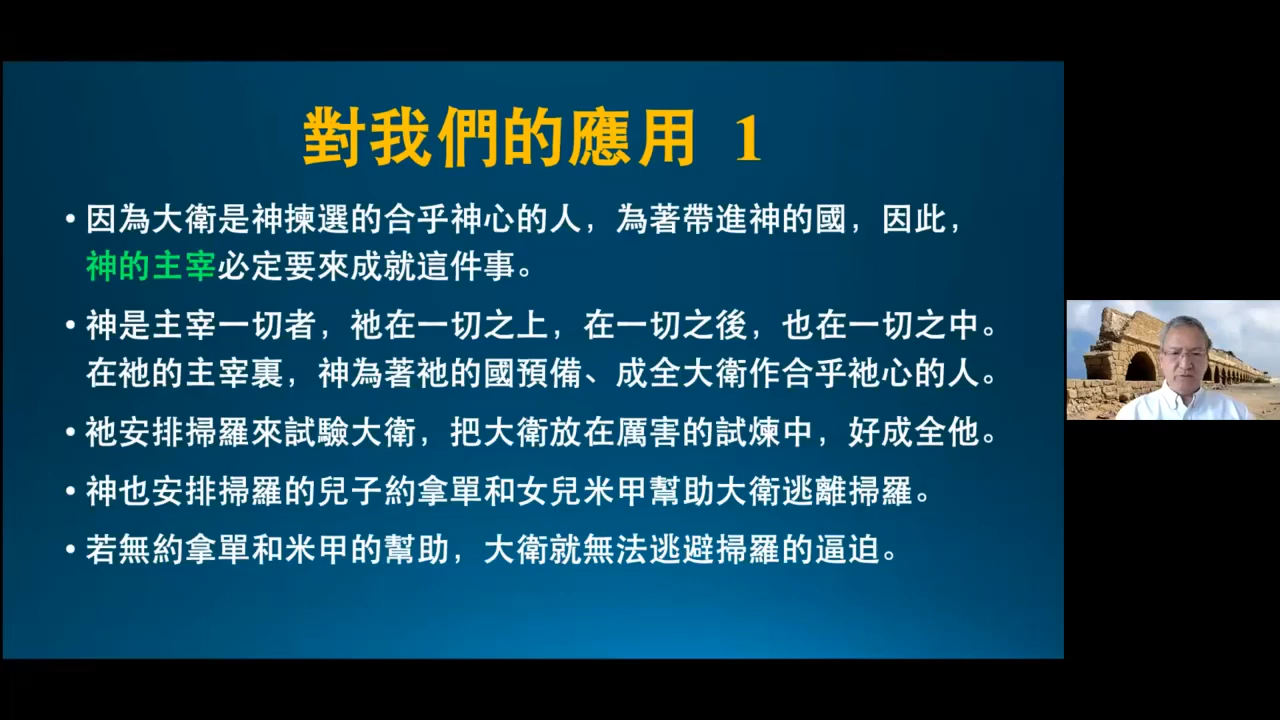 對我們的應用 1
• 因為大衛是神揀選的合乎神心的人，為著帶進神的國，因此，
神的主宰必定要來成就這件事。
• 神是主宰一切者，祂在一切之上，在一切之後，也在一切之中。
在祂的主宰裏，神為著祂的國預備、成全大衛作合乎祂心的人。
• 祂安排掃羅來試驗大衛，把大衛放在厲害的試煉中，好成全他。
• 神也安排掃羅的兒子約拿單和女兒米甲幫助大衛逃離掃羅。
• 若無約拿單和米甲的幫助，大衛就無法逃避掃羅的逼迫。